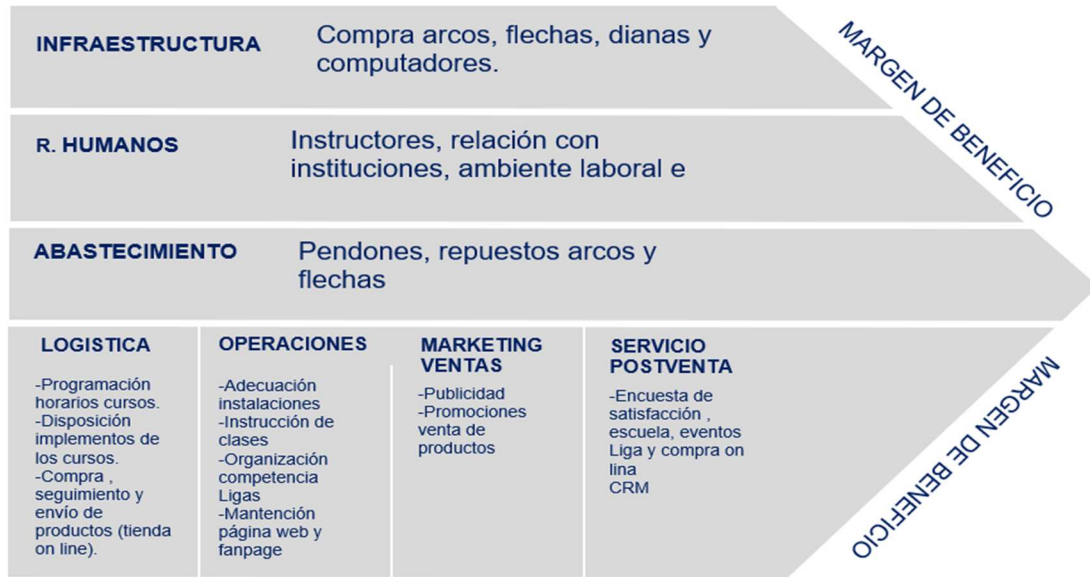 INFRAESTRUCTURA
Compra arcos, flechas, dianas y
computadores.
R. HUMANOS
Instructores, relación con
instituciones, ambiente laboral e
ABASTECIMIENTO
Pendones, repuestos arcos y
flechas
LOGISTICA
-Programación
horarios cursos.
-Disposición
implementos de
los cursos.
-Compra ,
seguimiento y
envío de
productos (tienda
on line).
OPERACIONES
-Adecuación
instalaciones
-Instrucción de
clases
-Organización
competencia
Ligas
-Mantención
página web y
fanpage
MARKETING
VENTAS
-Publicidad
-Promociones
venta de
productos
SERVICIO
POSTVENTA
-Encuesta de
satisfacción ,
escuela, eventos
Liga y compra on
lina
CRM
MARGEN DE BENEFICIO
MARGEN DE BENEFICIO